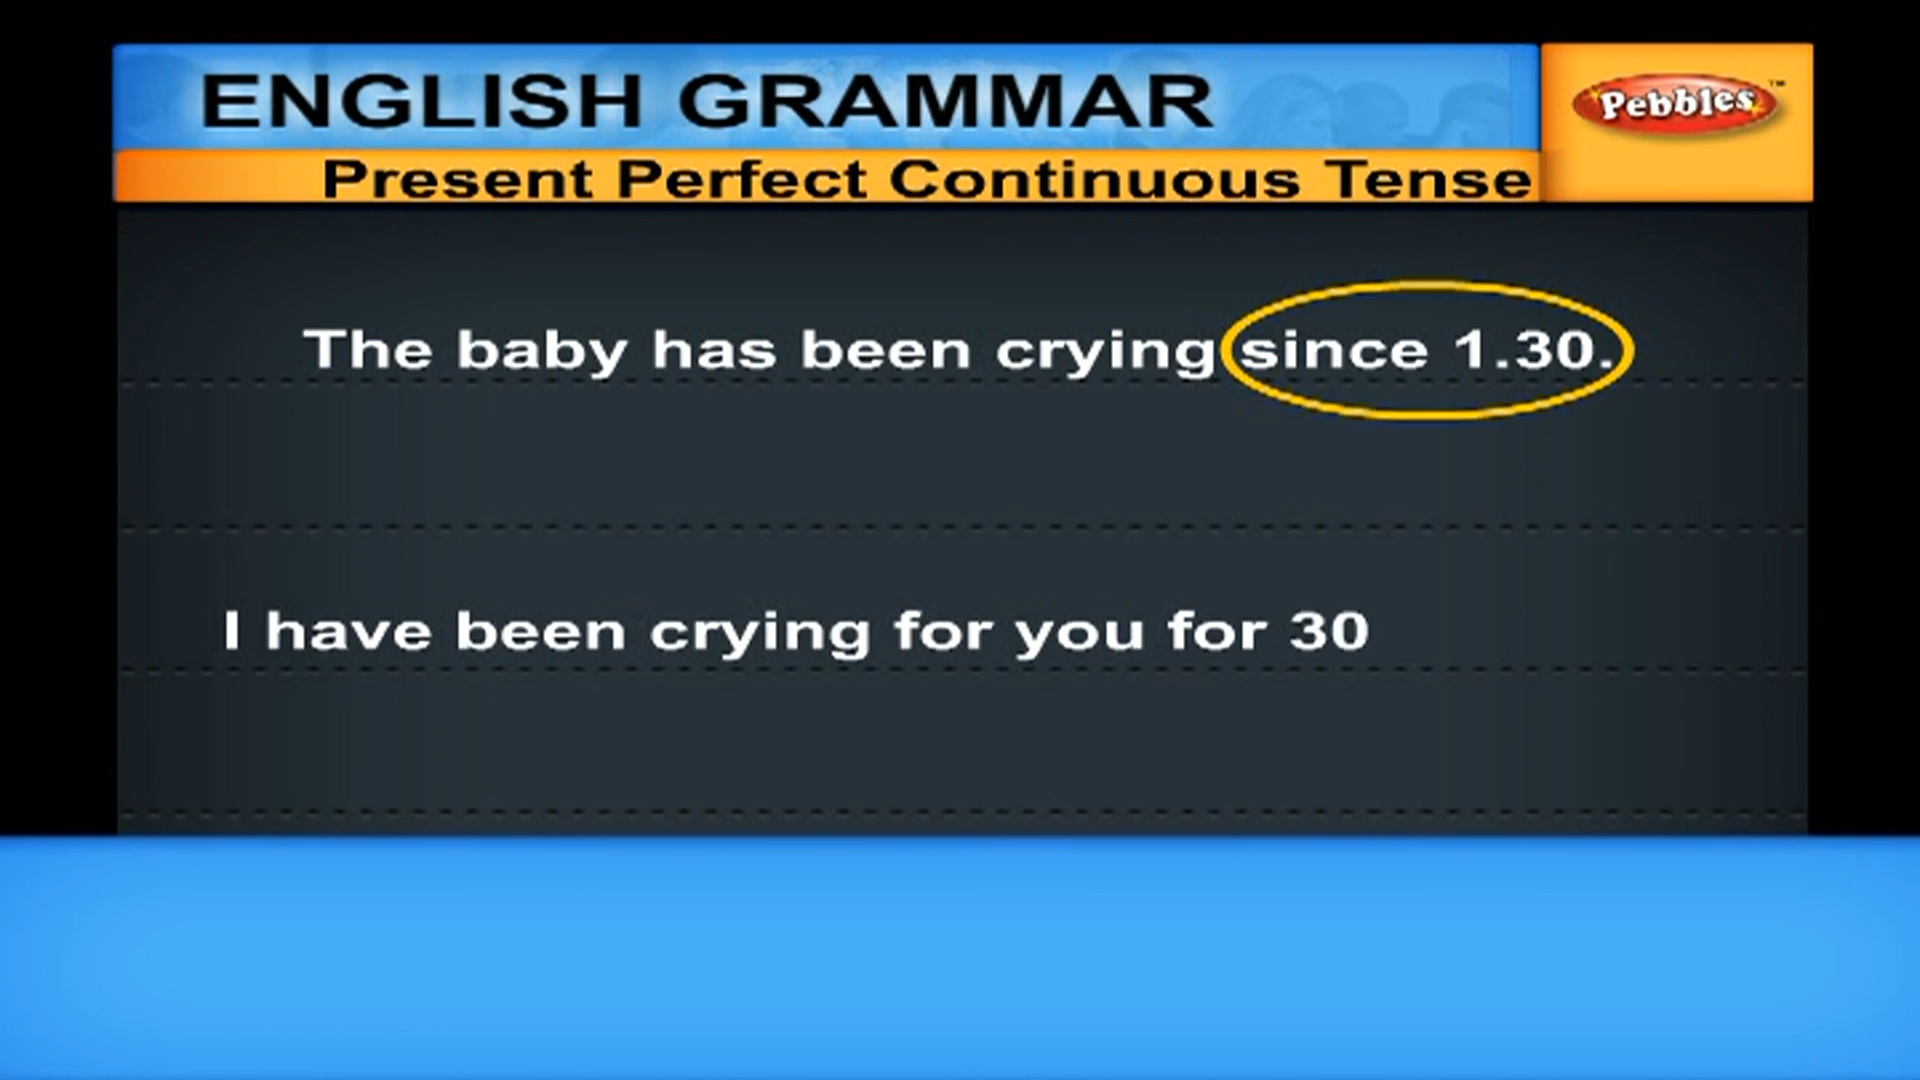 ENGLISH GRAMMAR
Pebbles™
Present Perfect Continuous Tense
The baby has been crying since 1.30.
I have been crying for you for 30